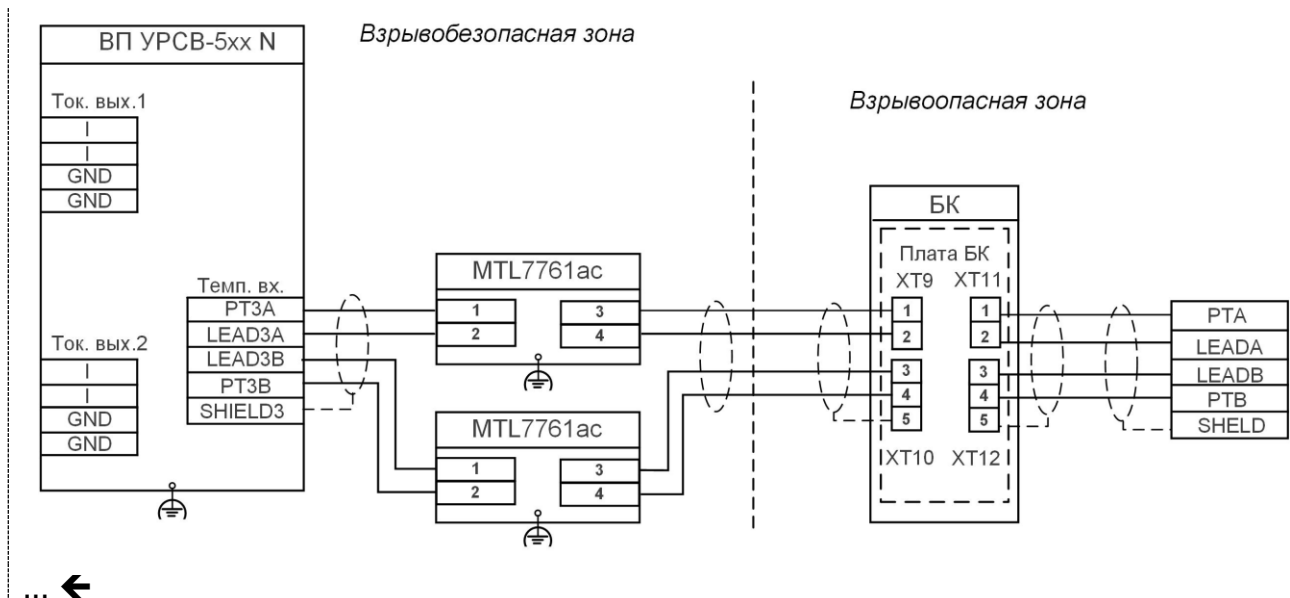 ВП УРСВ-5хх N
Взрывобезопасная зона
Взрывоопасная зона
Ток. вых.1
I
I
GND
GND
Темп. вх.
PT3A
LEAD3A
LEAD3B
PT3B
SHIELD3
Ток. вых.2
I
I
GND
GND
MTL7761ac
1
2
3
4
MTL7761ac
1
2
3
4
БК
Плата БК
XT9 XT11
1
2
3
4
5
1
2
3
4
5
XT10 XT12
PTA
LEADA
LEADB
PTB
SHELD
... ←